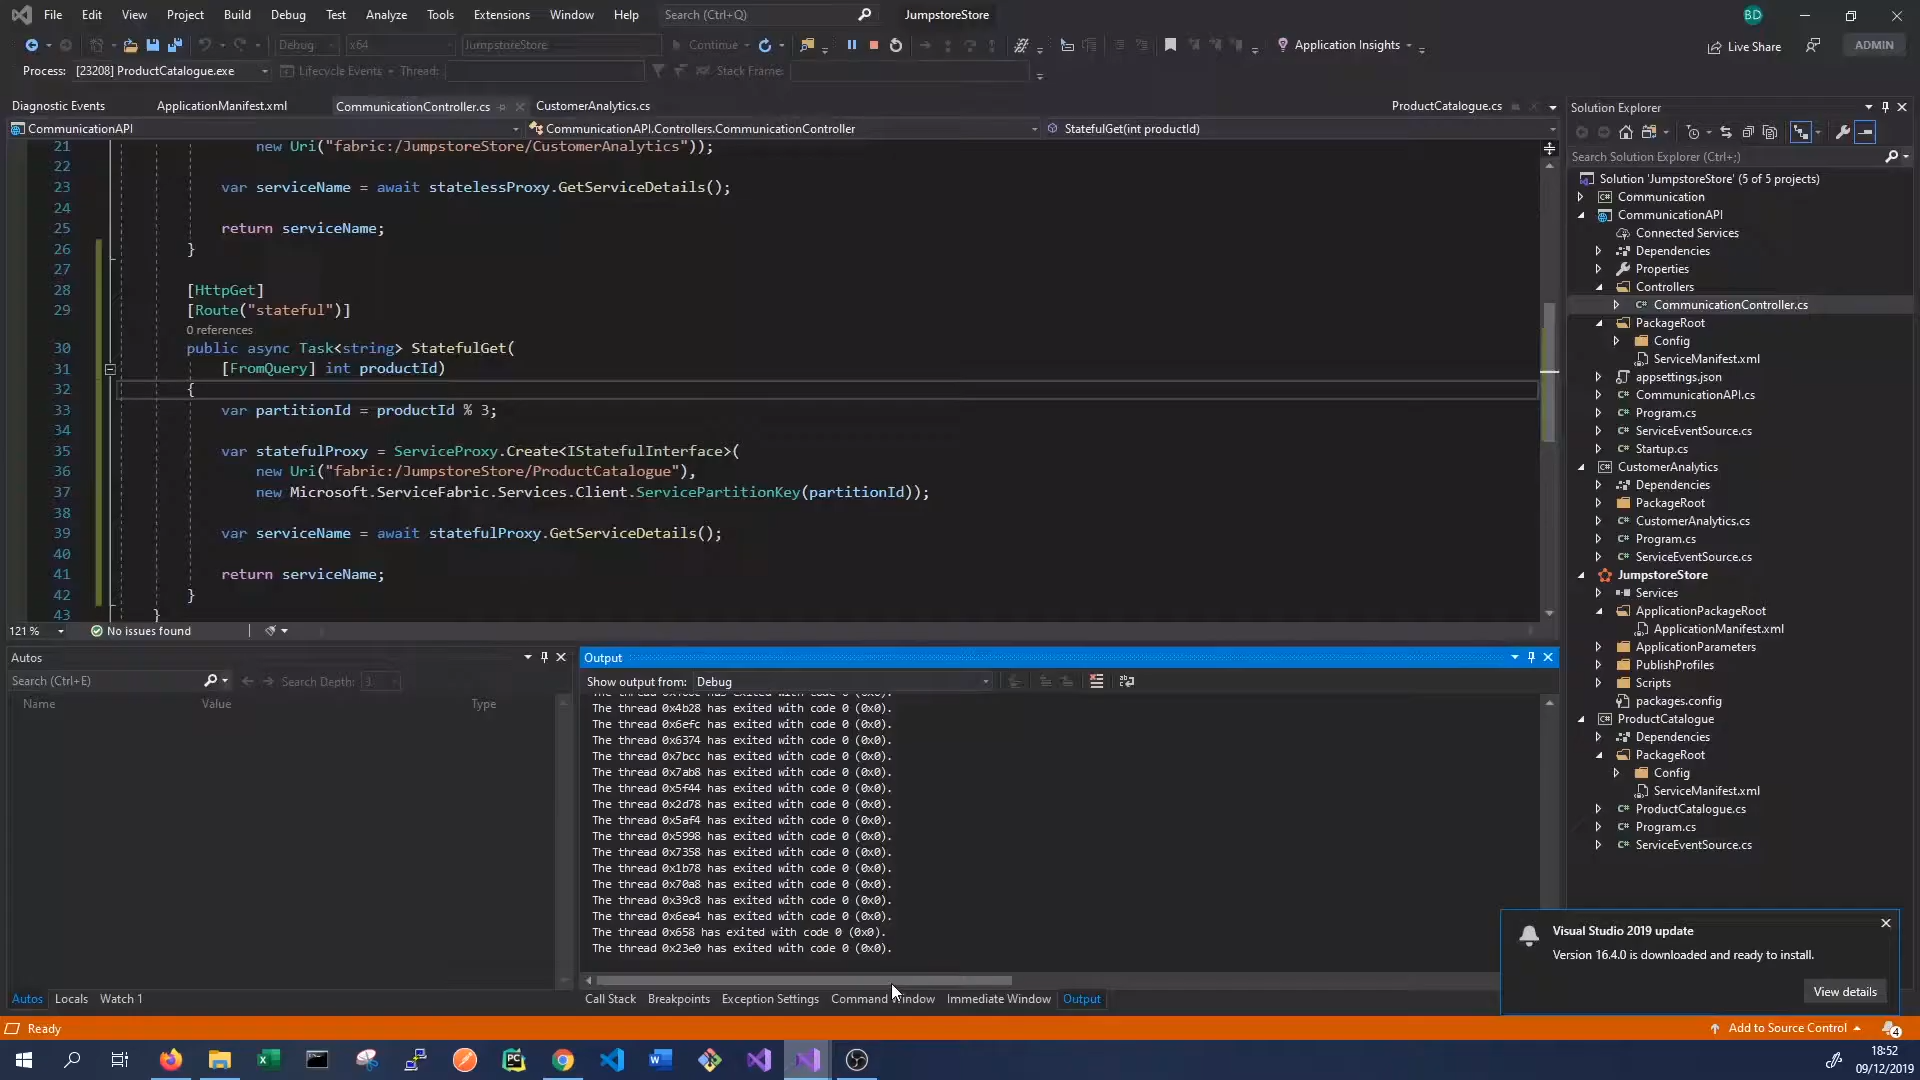 File Edit View Project Build Debug Test Analyze Tools Extensions Window Help Search (Ctrl+Q) JumpstoreStore BD
Debug x64 JumpstoreStore Continue Application Insights Live Share ADMIN
Process: [23208] ProductCatalogue.exe Lifecycle Events Thread: Stack Frame:
Diagnostic Events ApplicationManifest.xml CommunicationController.cs CustomerAnalytics.cs ProductCatalogue.cs
CommunicationAPI CommunicationAPI.Controllers.CommunicationController StatefulGet(int productId)
21 new Uri("fabric:/JumpstoreStore/CustomerAnalytics"));
22
23 var serviceName = await statelessProxy.GetServiceDetails();
24
25 return serviceName;
26 }
27
28 [HttpGet]
29 [Route("stateful")]
0 references
30 public async Task<string> StatefulGet(
31 [FromQuery] int productId)
32 {
33 var partitionId = productId % 3;
34
35 var statefulProxy = ServiceProxy.Create<IStatefulInterface>(
36 new Uri("fabric:/JumpstoreStore/ProductCatalogue"),
37 new Microsoft.ServiceFabric.Services.Client.ServicePartitionKey(partitionId));
38
39 var serviceName = await statefulProxy.GetServiceDetails();
40
41 return serviceName;
42 }
43 }
121 % No issues found
Autos
Search (Ctrl+E) Search Depth: 3
Name Value Type
Autos Locals Watch 1
Output
Show output from: Debug
The thread 0x4b28 has exited with code 0 (0x0).
The thread 0x6efc has exited with code 0 (0x0).
The thread 0x6374 has exited with code 0 (0x0).
The thread 0x7bcc has exited with code 0 (0x0).
The thread 0x7ab8 has exited with code 0 (0x0).
The thread 0x5f44 has exited with code 0 (0x0).
The thread 0x2d78 has exited with code 0 (0x0).
The thread 0x5af4 has exited with code 0 (0x0).
The thread 0x5998 has exited with code 0 (0x0).
The thread 0x7358 has exited with code 0 (0x0).
The thread 0x1b78 has exited with code 0 (0x0).
The thread 0x70a8 has exited with code 0 (0x0).
The thread 0x39c8 has exited with code 0 (0x0).
The thread 0x6ea4 has exited with code 0 (0x0).
The thread 0x658 has exited with code 0 (0x0).
The thread 0x23e0 has exited with code 0 (0x0).
Call Stack Breakpoints Exception Settings Command Window Immediate Window Output
Solution Explorer
Search Solution Explorer (Ctrl+;)
Solution 'JumpstoreStore' (5 of 5 projects)
Communication
CommunicationAPI
Connected Services
Dependencies
Properties
Controllers
CommunicationController.cs
PackageRoot
Config
ServiceManifest.xml
appsettings.json
CommunicationAPI.cs
Program.cs
ServiceEventSource.cs
Startup.cs
CustomerAnalytics
Dependencies
PackageRoot
CustomerAnalytics.cs
Program.cs
ServiceEventSource.cs
JumpstoreStore
Services
ApplicationPackageRoot
ApplicationManifest.xml
ApplicationParameters
PublishProfiles
Scripts
packages.config
ProductCatalogue
Dependencies
PackageRoot
Config
ServiceManifest.xml
ProductCatalogue.cs
Program.cs
ServiceEventSource.cs
Visual Studio 2019 update
Version 16.4.0 is downloaded and ready to install.
View details
Ready Add to Source Control 4
18:52
09/12/2019